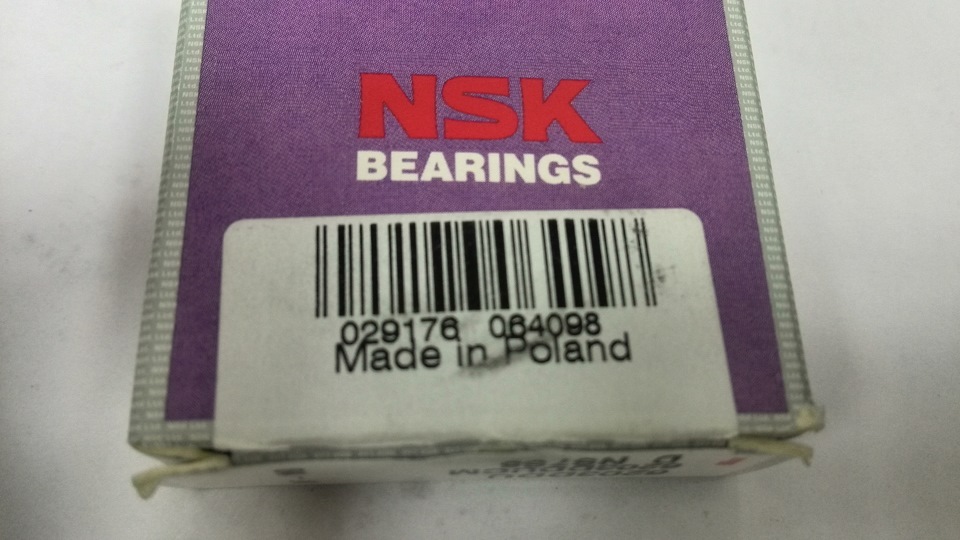 NSK
BEARINGS
029176 064098
Made in Poland